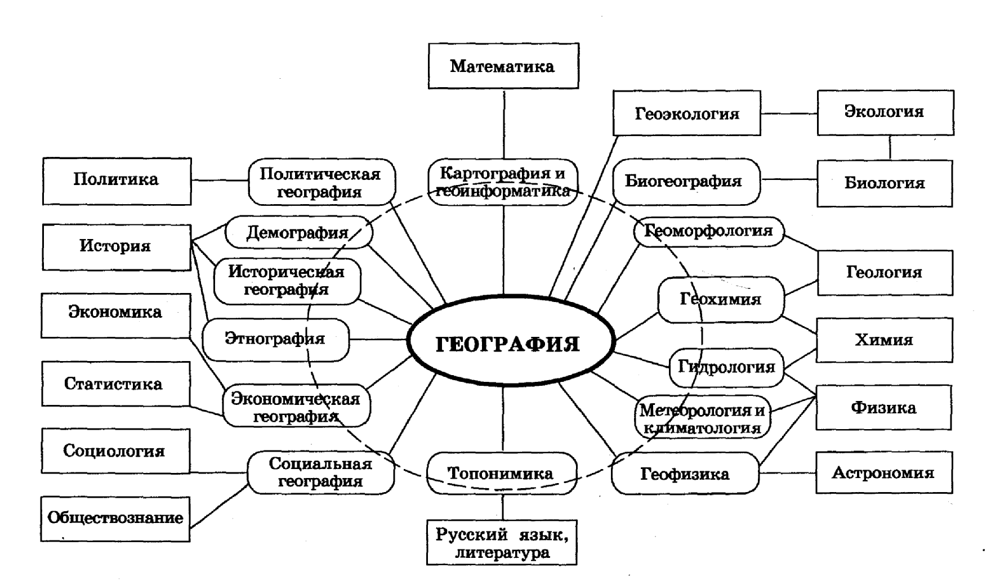 Математика
Геоэкология
Экология
Политика
Политическая
география
Картография и
геоинформатика
Биогеография
Биология
История
Демография
Геоморфология
Историческая
география
Геология
Экономика
Геохимия
Этнография
ГЕОГРАФИЯ
Химия
Статистика
Гидрология
Экономическая
география
Метеорология и
климатология
Физика
Социология
Социальная
география
Топонимика
Геофизика
Астрономия
Обществознание
Русский язык,
литература